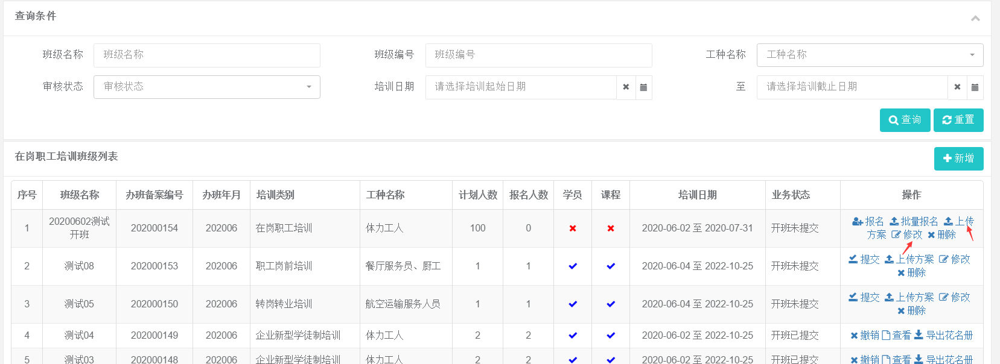 查询条件
班级名称 班级名称 班级编号 班级编号 工种名称 工种名称
审核状态 审核状态 培训日期 请选择培训起始日期 至 请选择培训截止日期
查询 重置
在岗职工培训班级列表 新增
序号 班级名称 办班备案编号 办班年月 培训类别 工种名称 计划人数 报名人数 学员 课程 培训日期 业务状态 操作
1 20200602测试开班 202000154 202006 在岗职工培训 体力工人 100 0 2020-06-02 至 2020-07-31 开班未提交 报名 批量报名 上传方案 修改 删除
2 测试08 202000153 202006 职工岗前培训 餐厅服务员、厨工 1 1 2020-06-04 至 2022-10-25 开班未提交 提交 上传方案 修改 删除
3 测试05 202000150 202006 转岗转业培训 航空运输服务人员 1 1 2020-06-04 至 2022-10-25 开班未提交 提交 上传方案 修改 删除
4 测试04 202000149 202006 企业新型学徒制培训 体力工人 2 2 2020-06-02 至 2022-10-25 开班已提交 撤销 查看 导出花名册
5 测试03 202000148 202006 企业新型学徒制培训 体力工人 2 2 2020-06-02 至 2022-10-25 开班已提交 撤销 查看 导出花名册